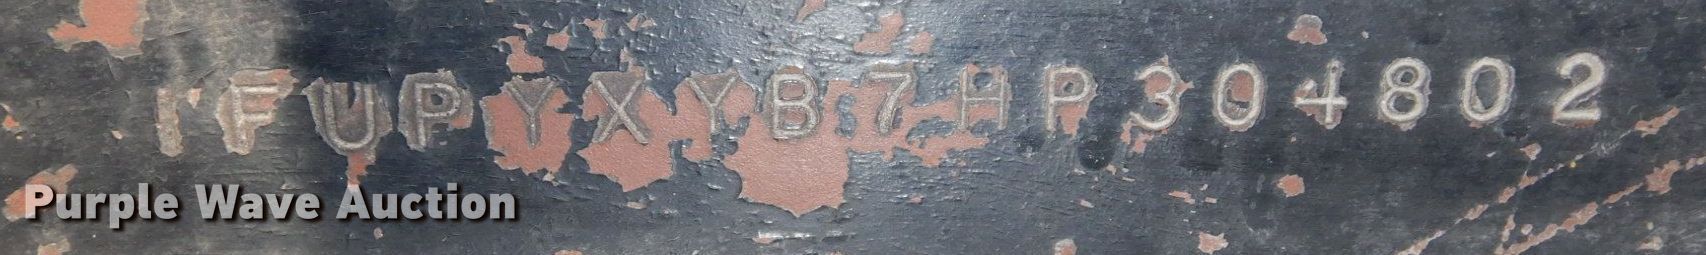 1FUPYXYB7HP304802
Purple Wave Auction